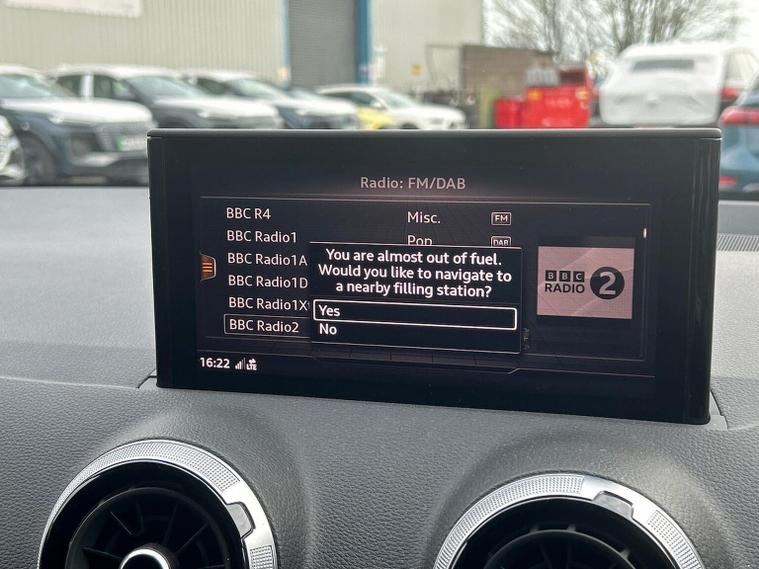 Radio: FM/DAB
BBC R4 Misc. FM
BBC Radio1 Pop DAB
BBC Radio1A
BBC Radio1D
BBC Radio1X
BBC Radio2
You are almost out of fuel.
Would you like to navigate to
a nearby filling station?
Yes
No
BBC
RADIO 2
16:22 LTE